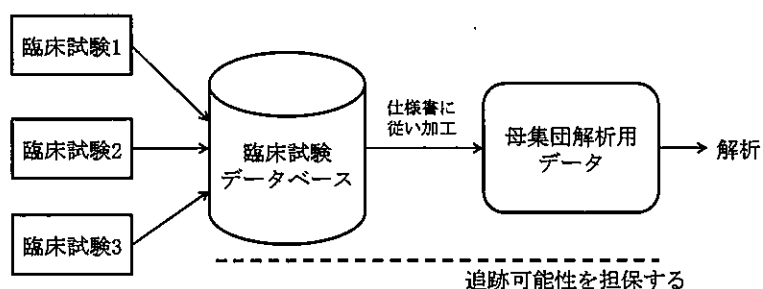 臨床試験1
臨床試験2
臨床試験3
臨床試験
データベース
仕様書に
従い加工
母集団解析用
データ
解析
追跡可能性を担保する